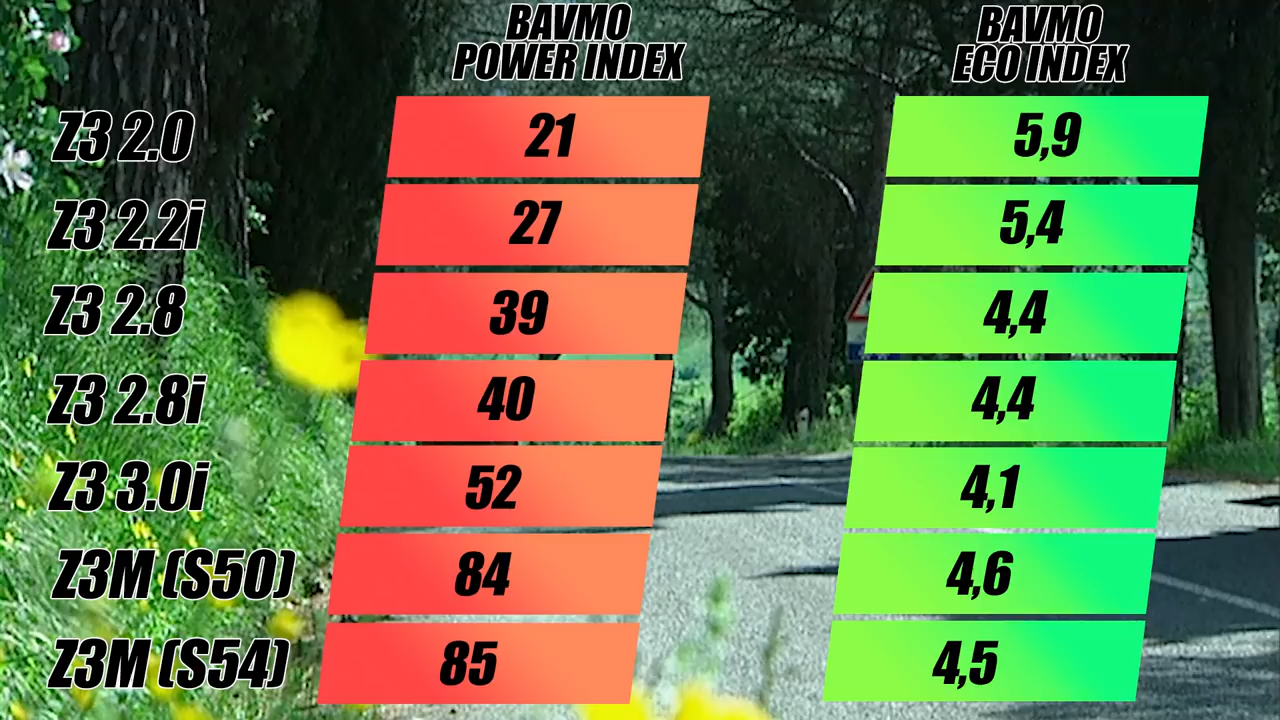 BAVMO
POWER INDEX
BAVMO
ECO INDEX
Z3 2.0 21 5,9
Z3 2.2i 27 5,4
Z3 2.8 39 4,4
Z3 2.8i 40 4,4
Z3 3.0i 52 4,1
Z3M (S50) 84 4,6
Z3M (S54) 85 4,5